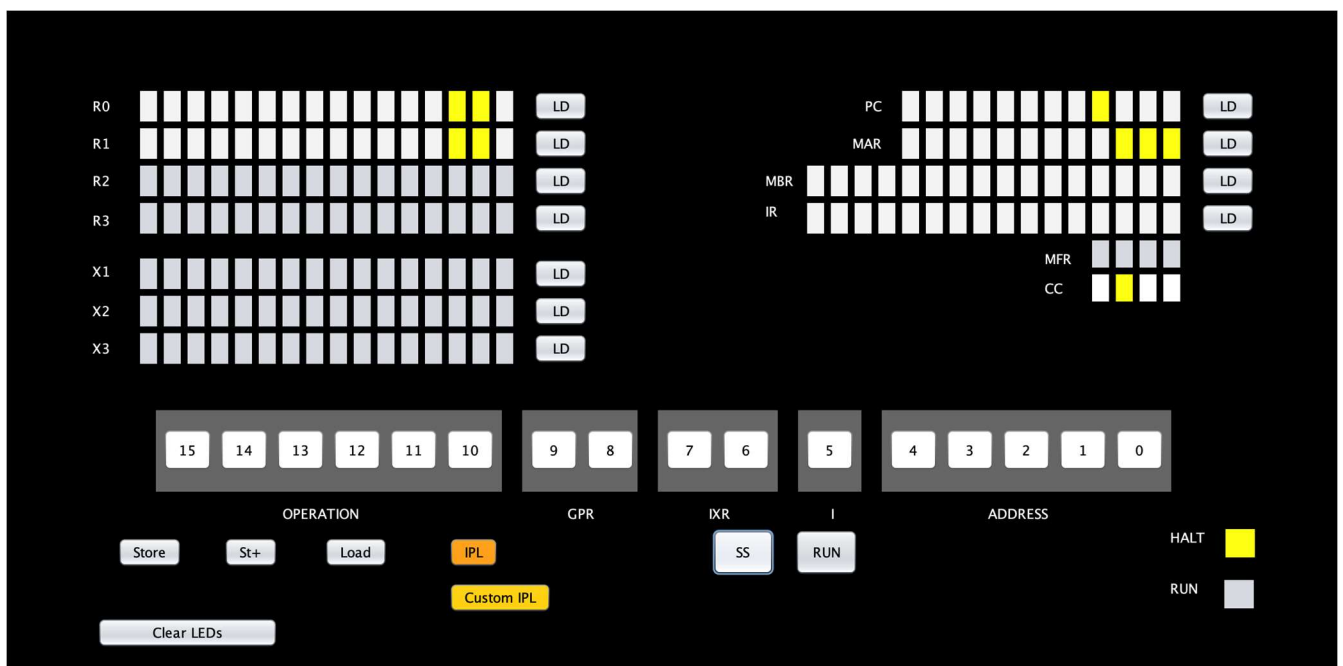 R0 LD PC LD
R1 LD MAR LD
R2 LD MBR LD
R3 LD IR LD
MFR
X1 LD
CC
X2 LD
X3 LD
15 14 13 12 11 10 9 8 7 6 5 4 3 2 1 0
OPERATION GPR IXR I ADDRESS
Store St+ Load IPL SS RUN HALT
Custom IPL RUN
Clear LEDs